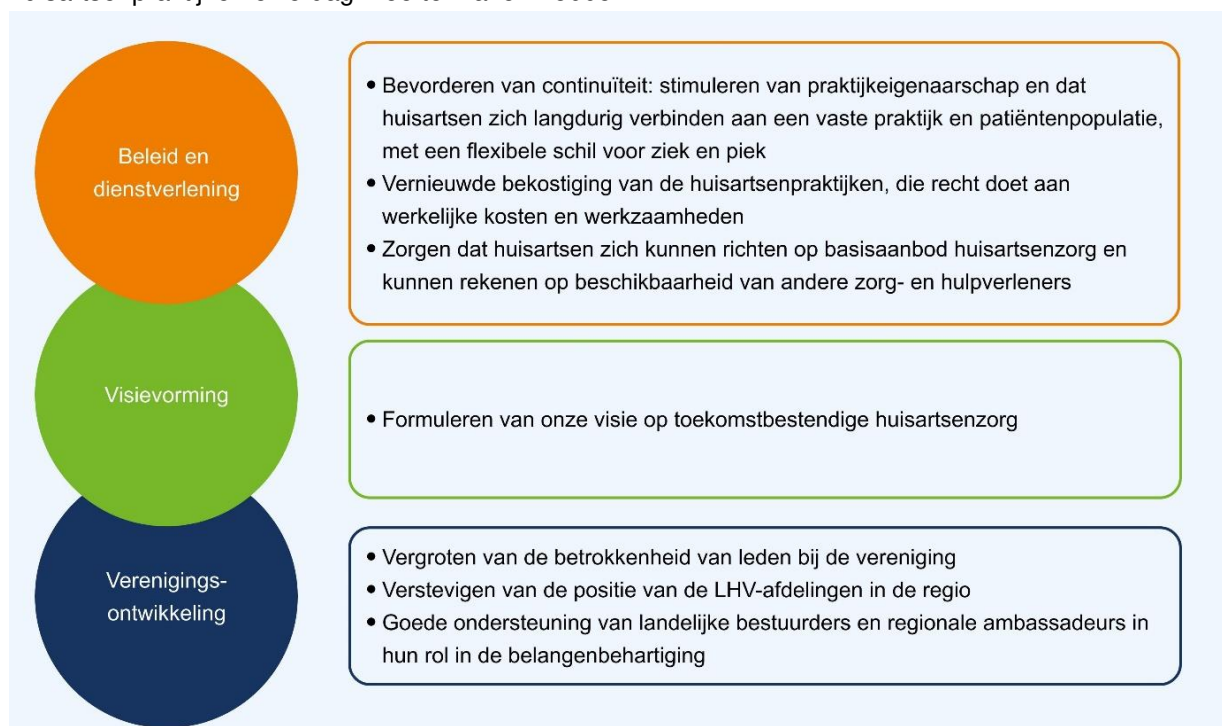 Beleid en
dienstverlening
• Bevorderen van continuïteit: stimuleren van praktijkeigenaarschap en dat
huisartsen zich langdurig verbinden aan een vaste praktijk en patiëntenpopulatie,
met een flexibele schil voor ziek en piek
• Vernieuwde bekostiging van de huisartsenpraktijken, die recht doet aan
werkelijke kosten en werkzaamheden
• Zorgen dat huisartsen zich kunnen richten op basisaanbod huisartsenzorg en
kunnen rekenen op beschikbaarheid van andere zorg- en hulpverleners
Visievorming
• Formuleren van onze visie op toekomstbestendige huisartsenzorg
Verenigings-
ontwikkeling
• Vergroten van de betrokkenheid van leden bij de vereniging
• Verstevigen van de positie van de LHV-afdelingen in de regio
• Goede ondersteuning van landelijke bestuurders en regionale ambassadeurs in
hun rol in de belangenbehartiging